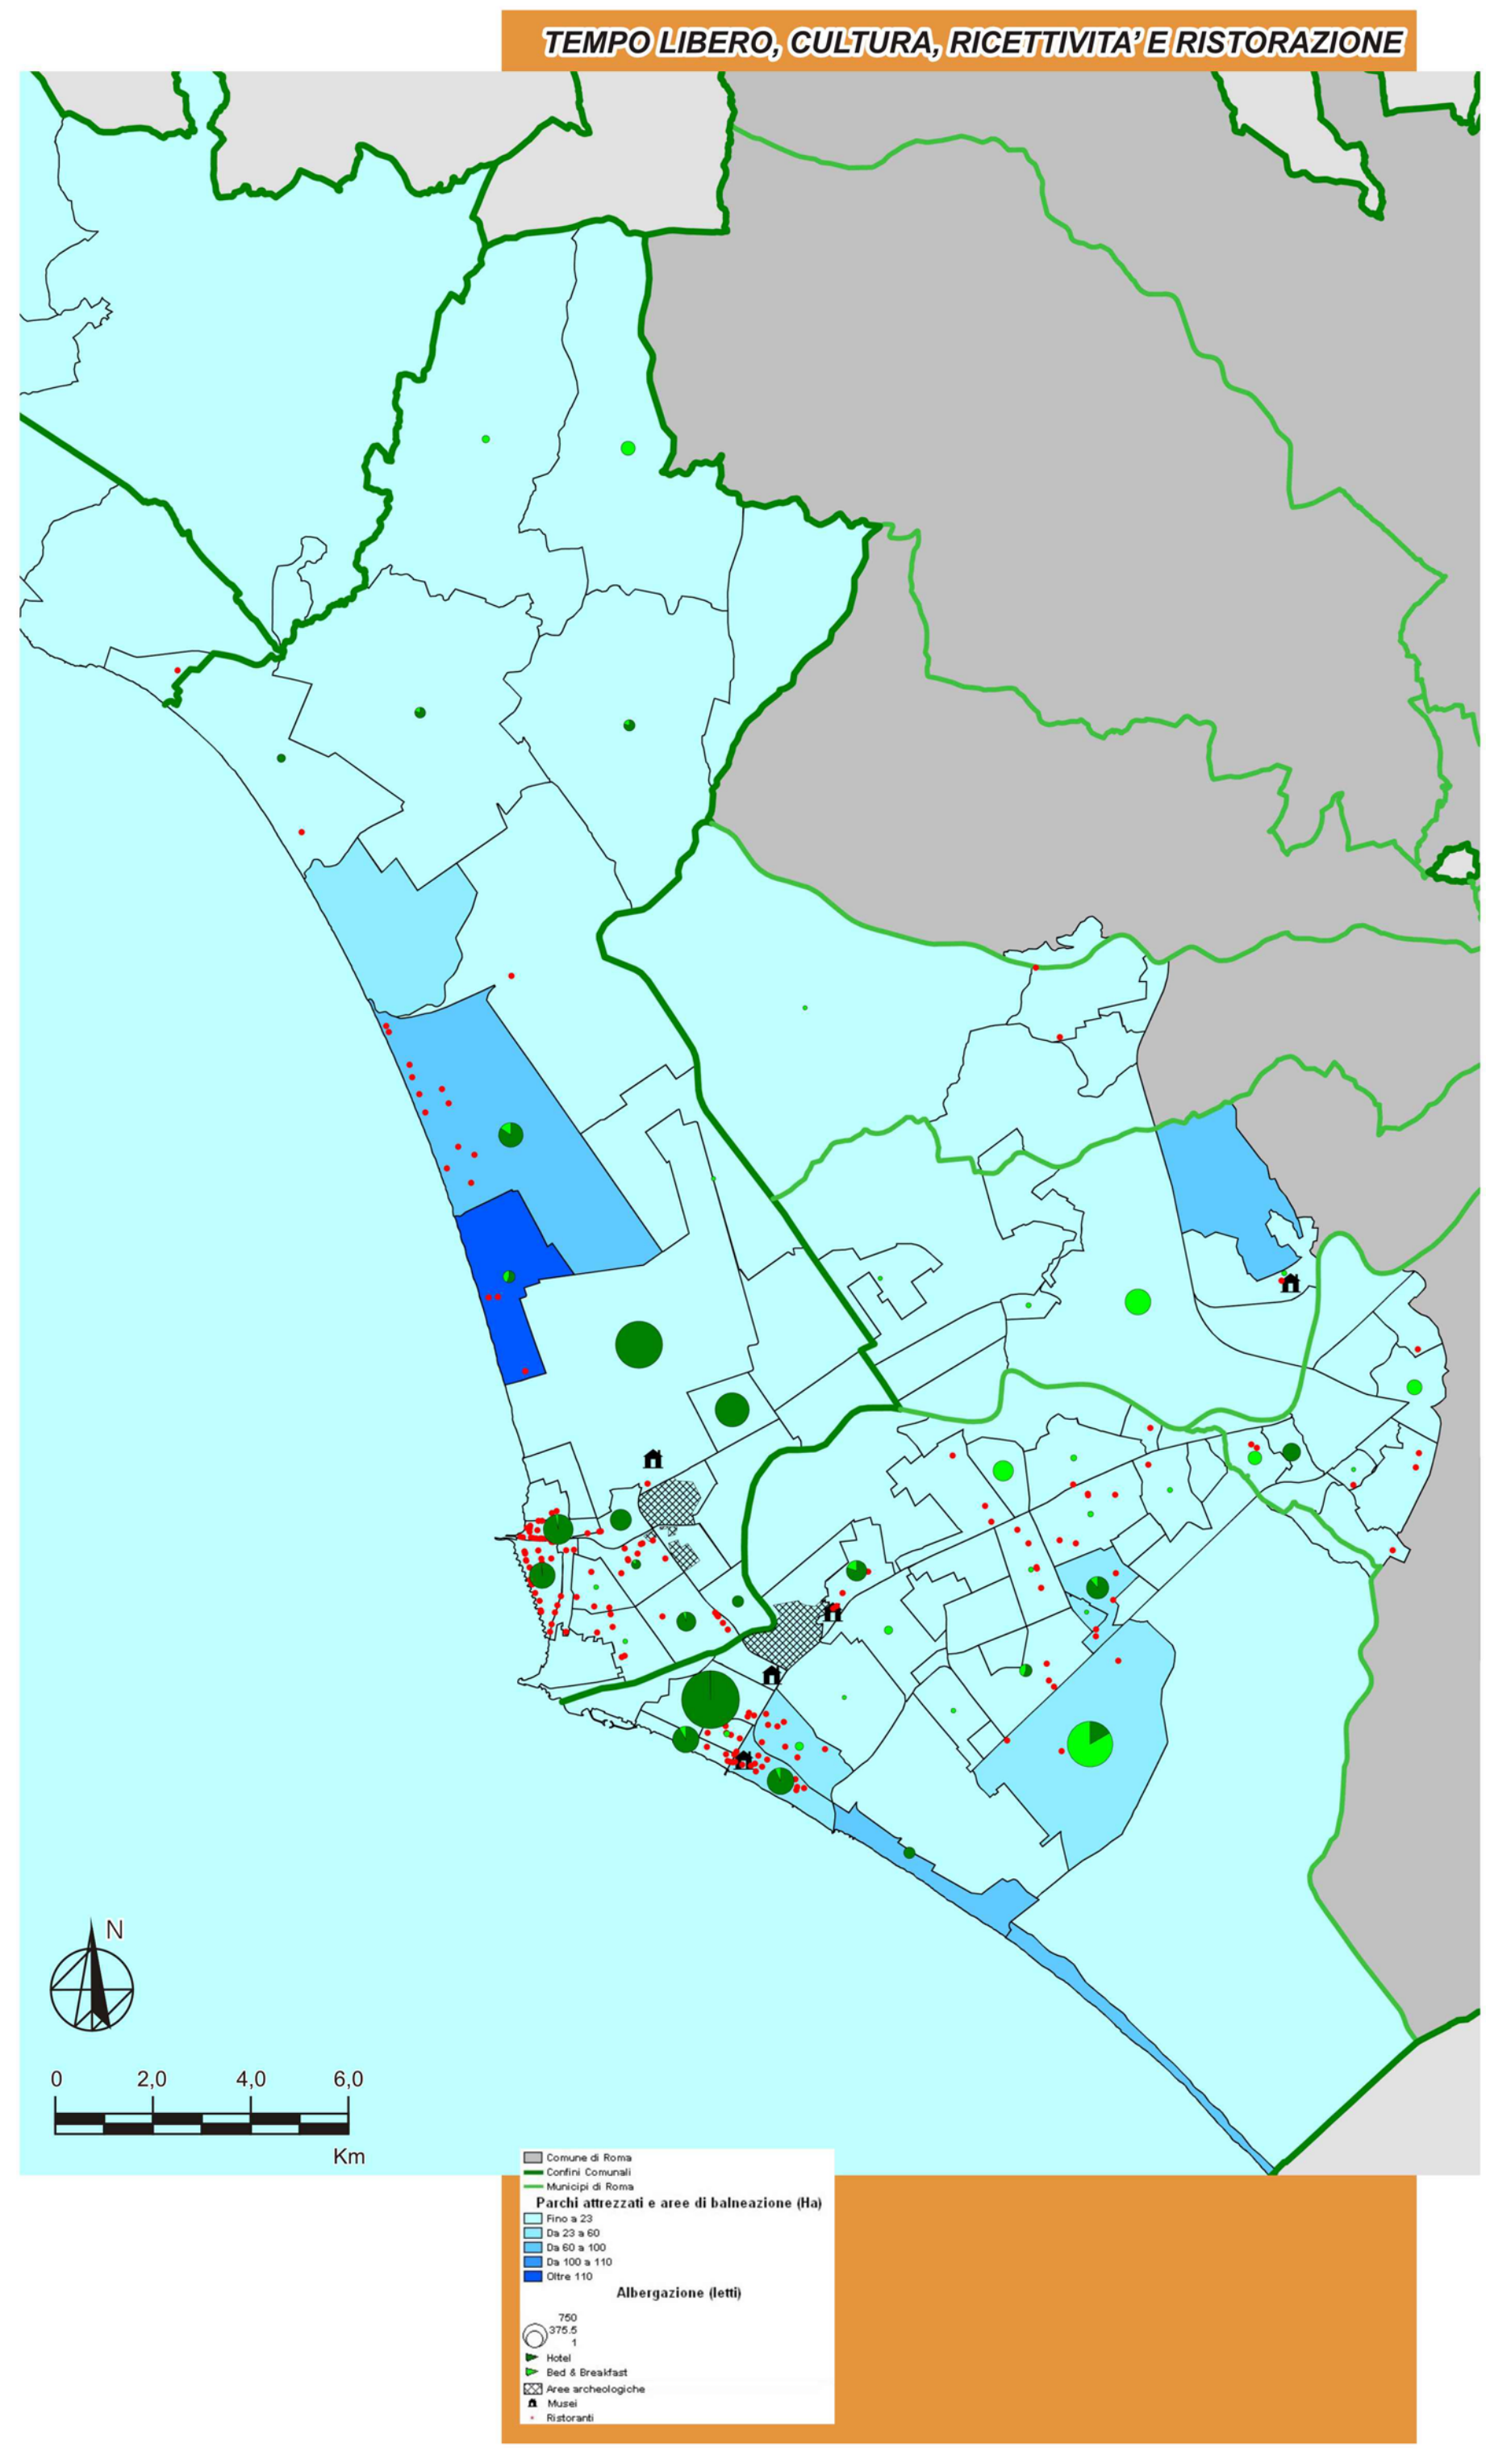 TEMPO LIBERO, CULTURA, RICETTIVITA' E RISTORAZIONE
N
0 2,0 4,0 6,0
Km
Comune di Roma
Confini Comunali
Municipi di Roma
Parchi attrezzati e aree di balneazione (Ha)
Fino a 23
Da 23 a 60
Da 60 a 100
Da 100 a 110
Oltre 110
Albergazione (letti)
750
375.5
1
Hotel
Bed & Breakfast
Aree archeologiche
Musei
Ristoranti